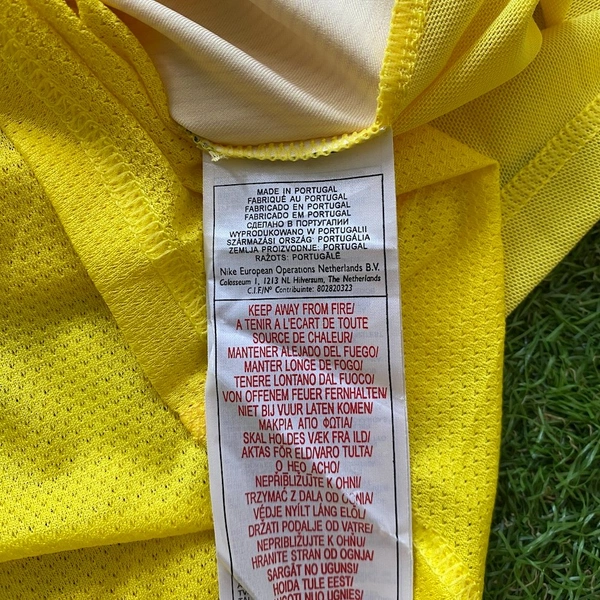 MADE IN PORTUGAL
FABRIQUÉ AU PORTUGAL
FABRICADO EN PORTUGAL
FABRICADO EM PORTUGAL
СДЕЛАНО В ПОРТУГАЛИИ
WYPRODUKOWANO W PORTUGALII
SZÁRMAZÁSI ORSZÁG: PORTUGÁLIA
ZEMLJA PROIZVODNJE: PORTUGAL
RAŽOTS: PORTUGĀLĒ
Nike European Operations Netherlands B.V.
Colosseum 1, 1213 NL Hilversum, The Netherlands
C.I.F/Nº Contribuinte: 802820323
KEEP AWAY FROM FIRE/
A TENIR A L'ECART DE TOUTE
SOURCE DE CHALEUR/
MANTENER ALEJADO DEL FUEGO/
MANTER LONGE DE FOGO/
TENERE LONTANO DAL FUOCO/
VON OFFENEM FEUER FERNHALTEN/
NIET BIJ VUUR LATEN KOMEN/
ΜΑΚΡΙΑ ΑΠΟ ΦΩΤΙΑ/
SKAL HOLDES VÆK FRA ILD/
AKTAS FÖR ELD/VARO TULTA/
O_HEO_ACHO/
NEPŘIBLIŽUJTE K OHNI/
TRZYMAĆ Z DALA OD OGNIA/
VÉDJE NYÍLT LÁNG ELŐL/
DRŽATI PODALJE OD VATRE/
NEPRIBLIŽUJTE K OHŇU/
HRANITE STRAN OD OGNJA/
SARGĀT NO UGUNS/
HOIDA TULE EEST/
NUO UGNIES/